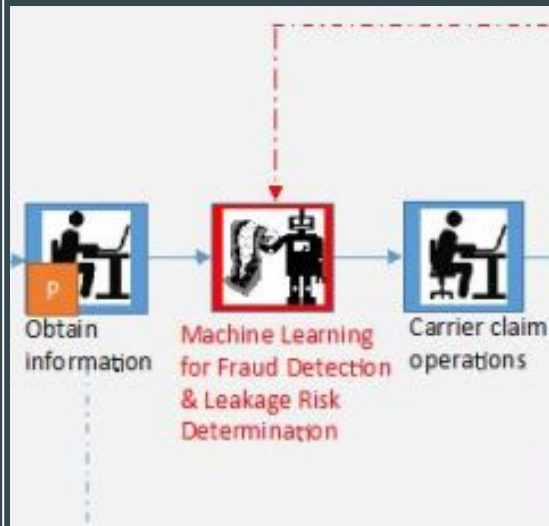 P
Obtain
information
Machine Learning
for Fraud Detection
& Leakage Risk
Determination
Carrier claim
operations